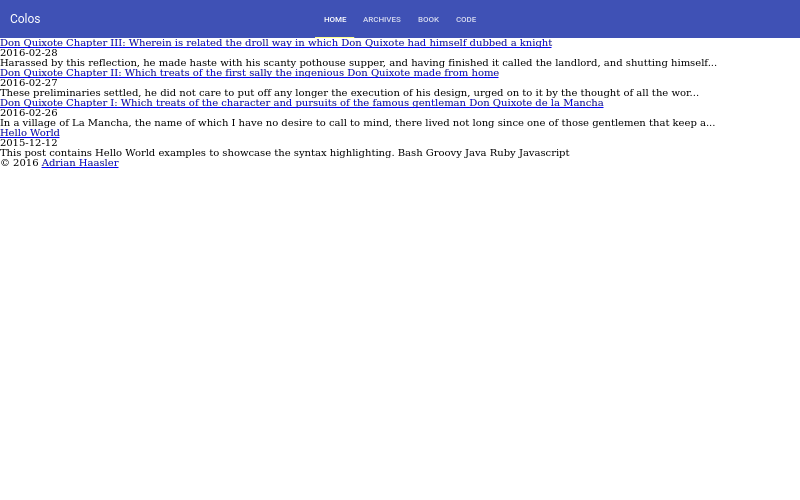 Colos
HOME ARCHIVES BOOK CODE
Don Quixote Chapter III: Wherein is related the droll way in which Don Quixote had himself dubbed a knight
2016-02-28
Harassed by this reflection, he made haste with his scanty pothouse supper, and having finished it called the landlord, and shutting himself...
Don Quixote Chapter II: Which treats of the first sally the ingenious Don Quixote made from home
2016-02-27
These preliminaries settled, he did not care to put off any longer the execution of his design, urged on to it by the thought of all the wor...
Don Quixote Chapter I: Which treats of the character and pursuits of the famous gentleman Don Quixote de la Mancha
2016-02-26
In a village of La Mancha, the name of which I have no desire to call to mind, there lived not long since one of those gentlemen that keep a...
Hello World
2015-12-12
This post contains Hello World examples to showcase the syntax highlighting. Bash Groovy Java Ruby Javascript
© 2016 Adrian Haasler